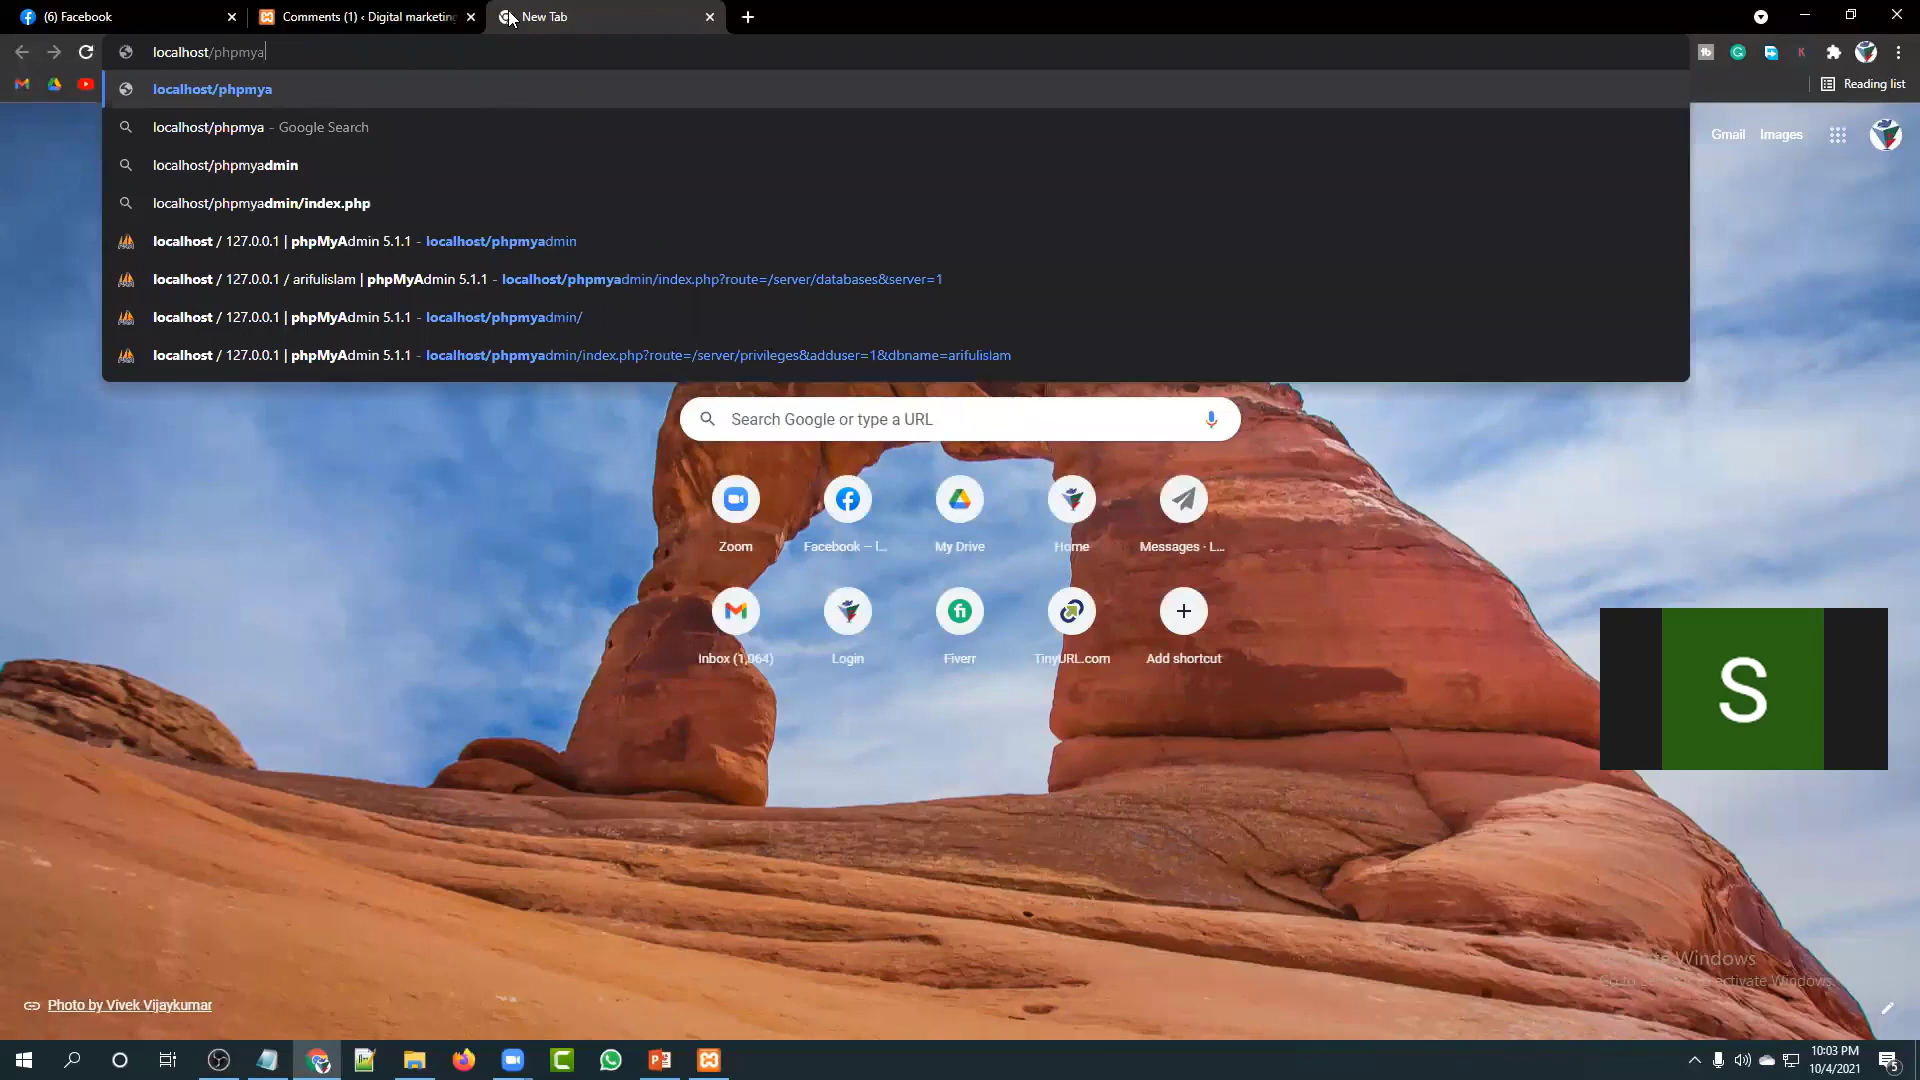 (6) Facebook
Comments (1) ‹ Digital marketing
New Tab
localhost/phpmya
Reading list
localhost/phpmya
localhost/phpmya - Google Search
localhost/phpmyadmin
localhost/phpmyadmin/index.php
localhost / 127.0.0.1 | phpMyAdmin 5.1.1 - localhost/phpmyadmin
localhost / 127.0.0.1 / arifulislam | phpMyAdmin 5.1.1 - localhost/phpmyadmin/index.php?route=/server/databases&server=1
localhost / 127.0.0.1 | phpMyAdmin 5.1.1 - localhost/phpmyadmin/
localhost / 127.0.0.1 | phpMyAdmin 5.1.1 - localhost/phpmyadmin/index.php?route=/server/privileges&adduser=1&dbname=arifulislam
Gmail
Images
Search Google or type a URL
Zoom
Facebook – l...
My Drive
Home
Messages · L...
Inbox (1,064)
Login
Fiverr
TinyURL.com
Add shortcut
S
Windows
activate Windows.
Photo by Vivek Vijaykumar
10:03 PM
10/4/2021
5